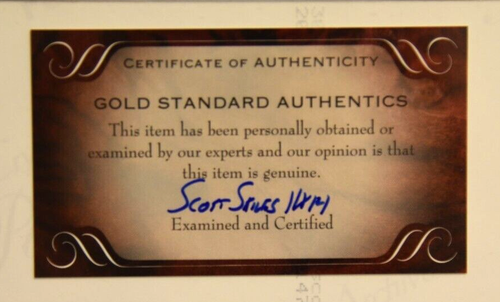 CERTIFICATE OF AUTHENTICITY
GOLD STANDARD AUTHENTICS
This item has been personally obtained or
examined by our experts and our opinion is that
this item is genuine.
Scott
Examined and Certified